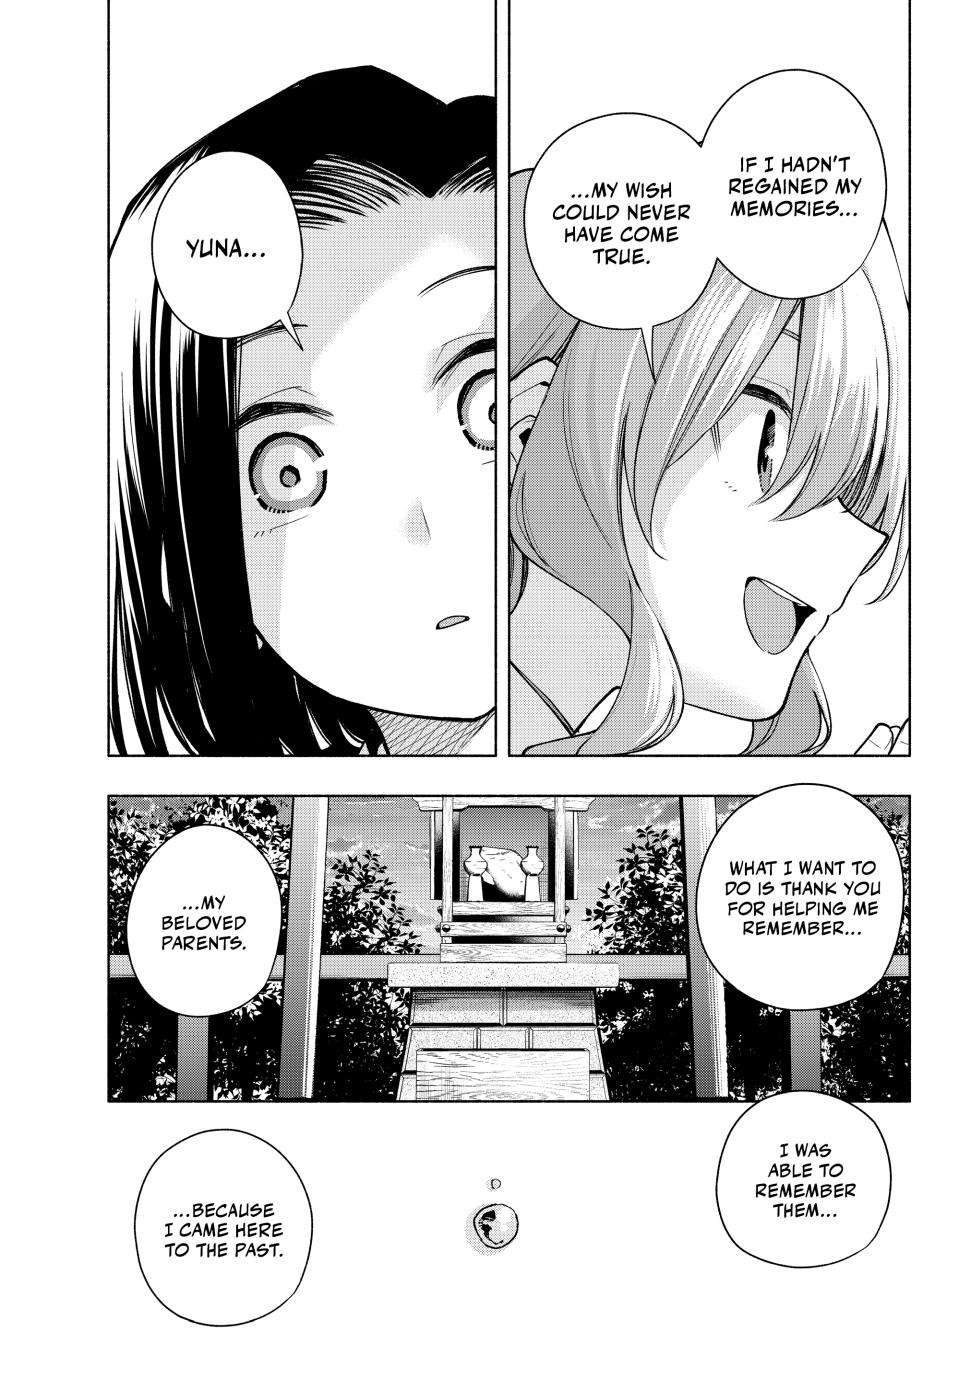 IF I HADN'T
REGAINED MY
MEMORIES...
...MY WISH
COULD NEVER
HAVE COME
TRUE.
YUNA...
WHAT I WANT TO
DO IS THANK YOU
FOR HELPING ME
REMEMBER...
...MY
BELOVED
PARENTS.
I WAS
ABLE TO
REMEMBER
THEM...
...BECAUSE
I CAME HERE
TO THE PAST.